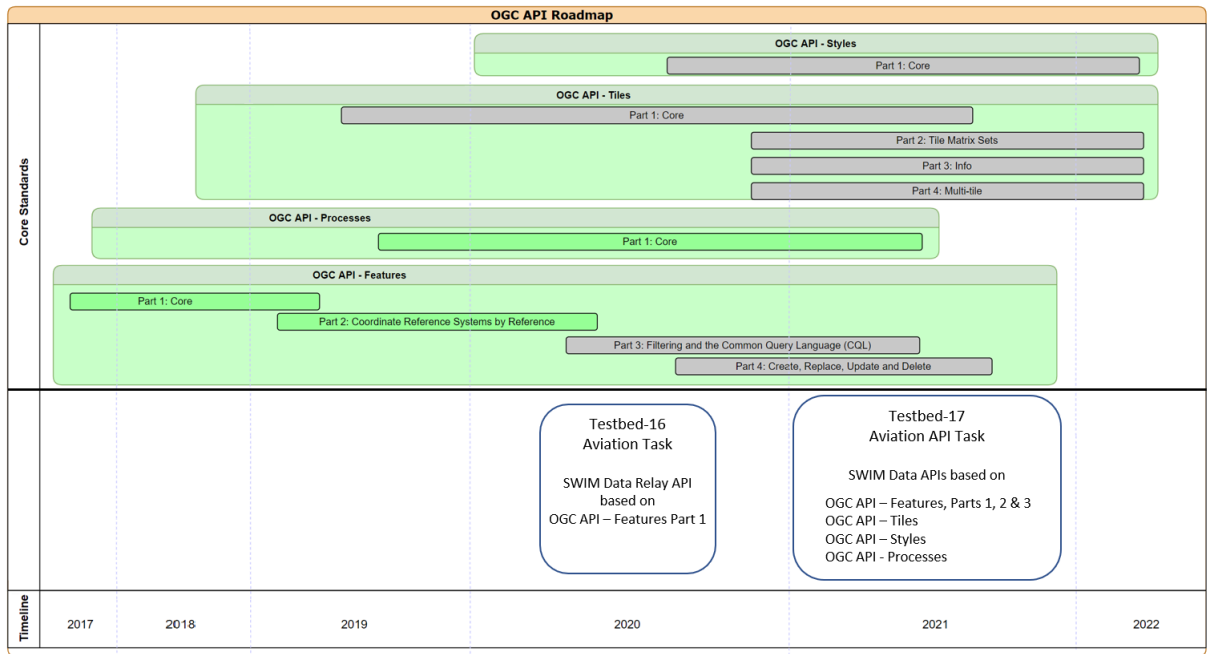 OGC API Roadmap
Core Standards
OGC API - Styles
Part 1: Core
OGC API - Tiles
Part 1: Core
Part 2: Tile Matrix Sets
Part 3: Info
Part 4: Multi-tile
OGC API - Processes
Part 1: Core
OGC API - Features
Part 1: Core
Part 2: Coordinate Reference Systems by Reference
Part 3: Filtering and the Common Query Language (CQL)
Part 4: Create, Replace, Update and Delete
Testbed-16
Aviation Task
SWIM Data Relay API
based on
OGC API – Features Part 1
Testbed-17
Aviation API Task
SWIM Data APIs based on
OGC API – Features, Parts 1, 2 & 3
OGC API – Tiles
OGC API – Styles
OGC API - Processes
Timeline
2017 2018 2019 2020 2021 2022